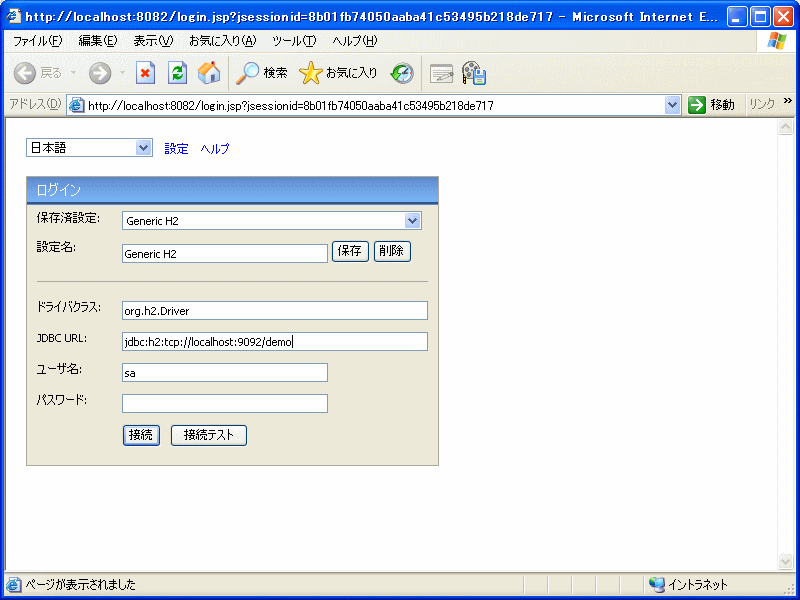 http://localhost:8082/login.jsp?jsessionid=8b01fb74050aaba41c53495b218de717 - Microsoft Internet E...
ファイル(F) 編集(E) 表示(V) お気に入り(A) ツール(T) ヘルプ(H)
戻る 検索 お気に入り
アドレス(D) http://localhost:8082/login.jsp?jsessionid=8b01fb74050aaba41c53495b218de717 移動 リンク »
日本語 設定 ヘルプ
ログイン
保存済設定: Generic H2
設定名: Generic H2 保存 削除
ドライバクラス: org.h2.Driver
JDBC URL: jdbc:h2:tcp://localhost:9092/demo
ユーザ名: sa
パスワード:
接続 接続テスト
ページが表示されました イントラネット